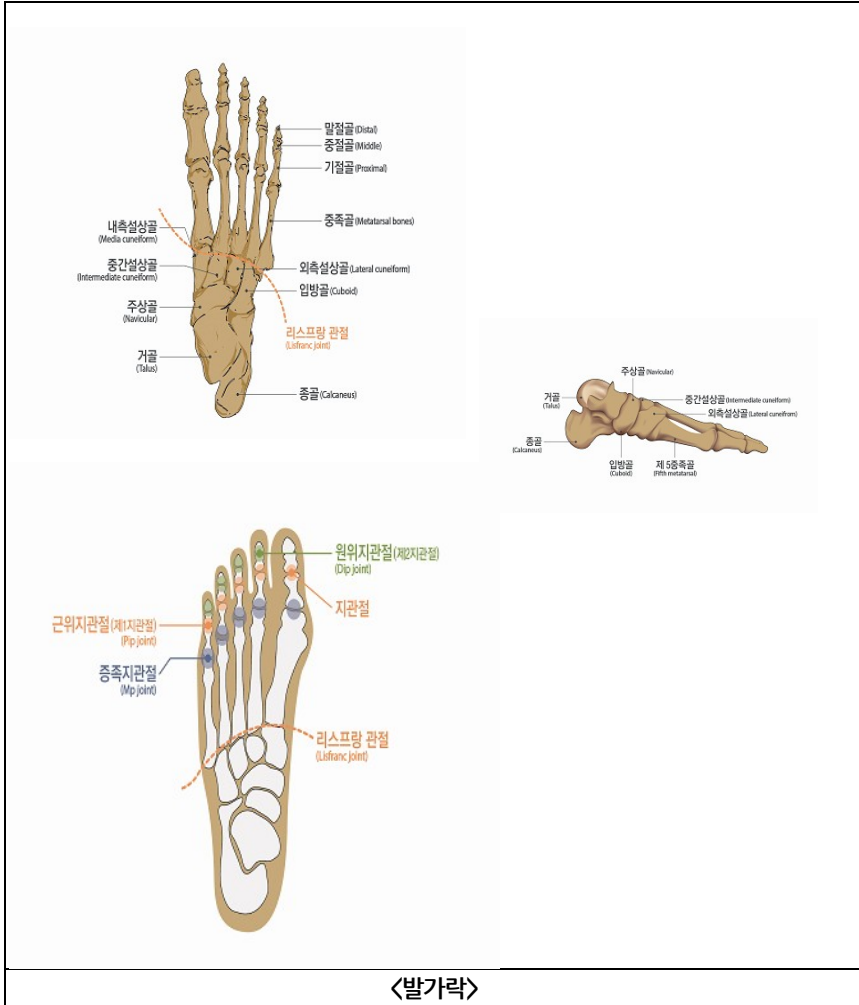 말절골(Distal)
중절골(Middle)
기절골(Proximal)
중족골(Metatarsal bones)
내측설상골
(Media cuneiform)
중간설상골
(Intermediate cuneiform)
외측설상골(Lateral cuneiform)
입방골(Cuboid)
주상골
(Navicular)
리스프랑 관절
(Lisfranc joint)
거골
(Talus)
종골(Calcaneus)
주상골(Navicular)
거골
(Talus)
중간설상골(Intermediate cuneiform)
외측설상골(Lateral cuneifrom)
종골
(Calcaneus)
입방골
(Cuboid)
제 5중족골
(Fifth metatarsal)
원위지관절(제2지관절)
(Dip joint)
지관절
근위지관절(제1지관절)
(Pip joint)
증족지관절
(Mp joint)
리스프랑 관절
(Lisfranc joint)
<발가락>